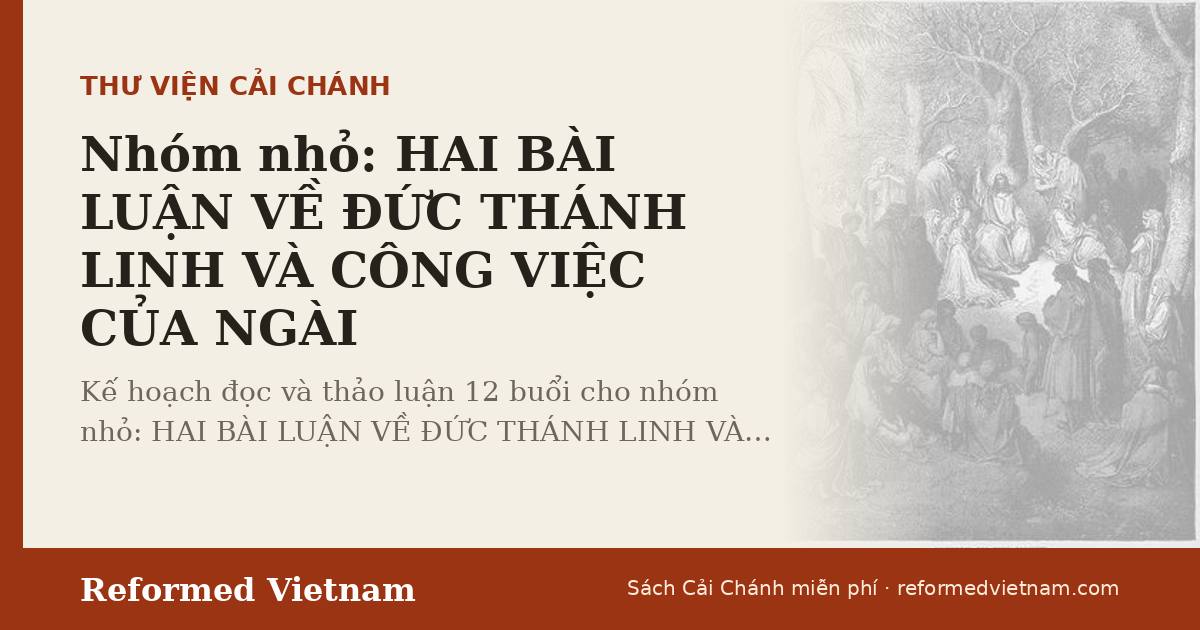 THƯ VIỆN CẢI CHÁNH
Nhóm nhỏ: HAI BÀI
LUẬN VỀ ĐỨC THÁNH
LINH VÀ CÔNG VIỆC
CỦA NGÀI
Kế hoạch đọc và thảo luận 12 buổi cho nhóm
nhỏ: HAI BÀI LUẬN VỀ ĐỨC THÁNH LINH VÀ...
Reformed Vietnam
Sách Cải Chánh miễn phí · reformedvietnam.com